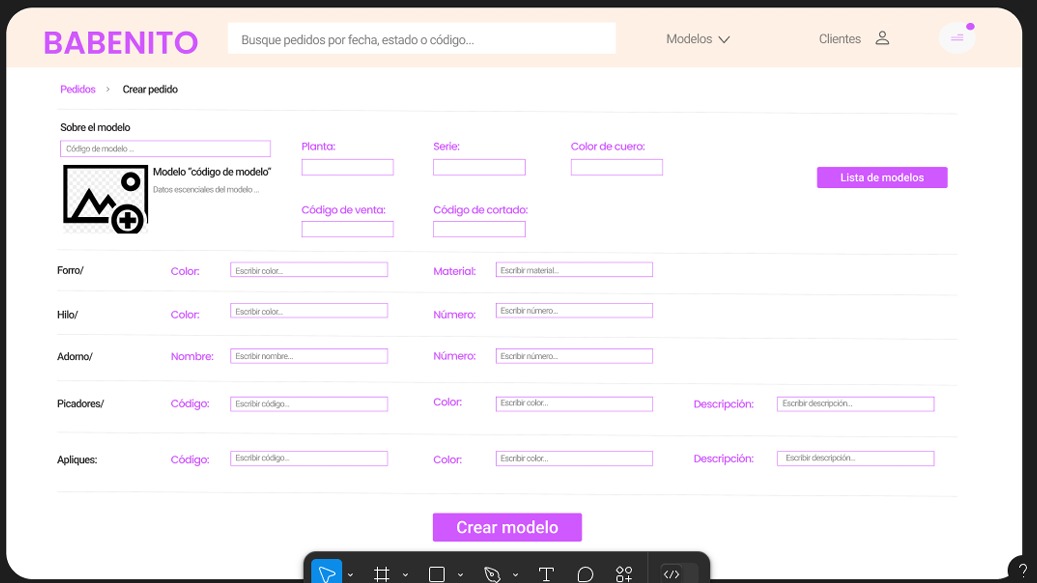 BABENITO
Busque pedidos por fecha, estado o código...
Modelos
Clientes
Pedidos > Crear pedido
Sobre el modelo
Código de modelo ...
Modelo "código de modelo"
Datos escenciales del modelo ...
Planta:
Serie:
Color de cuero:
Lista de modelos
Código de venta:
Código de cortado:
Forro/ Color: Escribir color... Material: Escribir material...
Hilo/ Color: Escribir color... Número: Escribir número...
Adorno/ Nombre: Escribir nombre... Número: Escribir número...
Picadores/ Código: Escribir código... Color: Escribir color... Descripción: Escribir descripción...
Apliques: Código: Escribir código... Color: Escribir color... Descripción: Escribir descripción...
Crear modelo